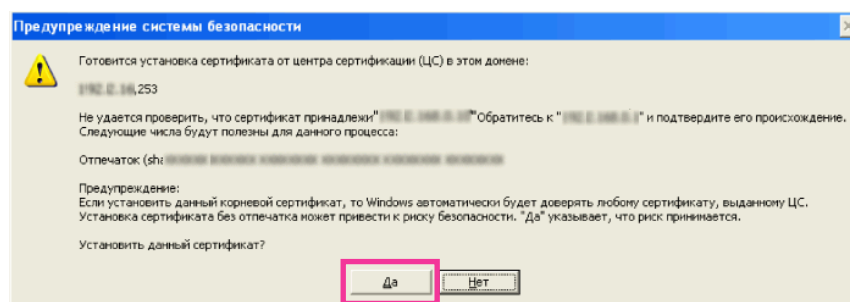 Предупреждение системы безопасности
Готовится установка сертификата от центра сертификации (ЦС) в этом домене:
,253
Не удается проверить, что сертификат принадлежи" "Обратитесь к " " и подтвердите его происхождение.
Следующие числа будут полезны для данного процесса:
Отпечаток (sha
Предупреждение:
Если установить данный корневой сертификат, то Windows автоматически будет доверять любому сертификату, выданному ЦС.
Установка сертификата без отпечатка может привести к риску безопасности. "Да" указывает, что риск принимается.
Установить данный сертификат?
Да
Нет